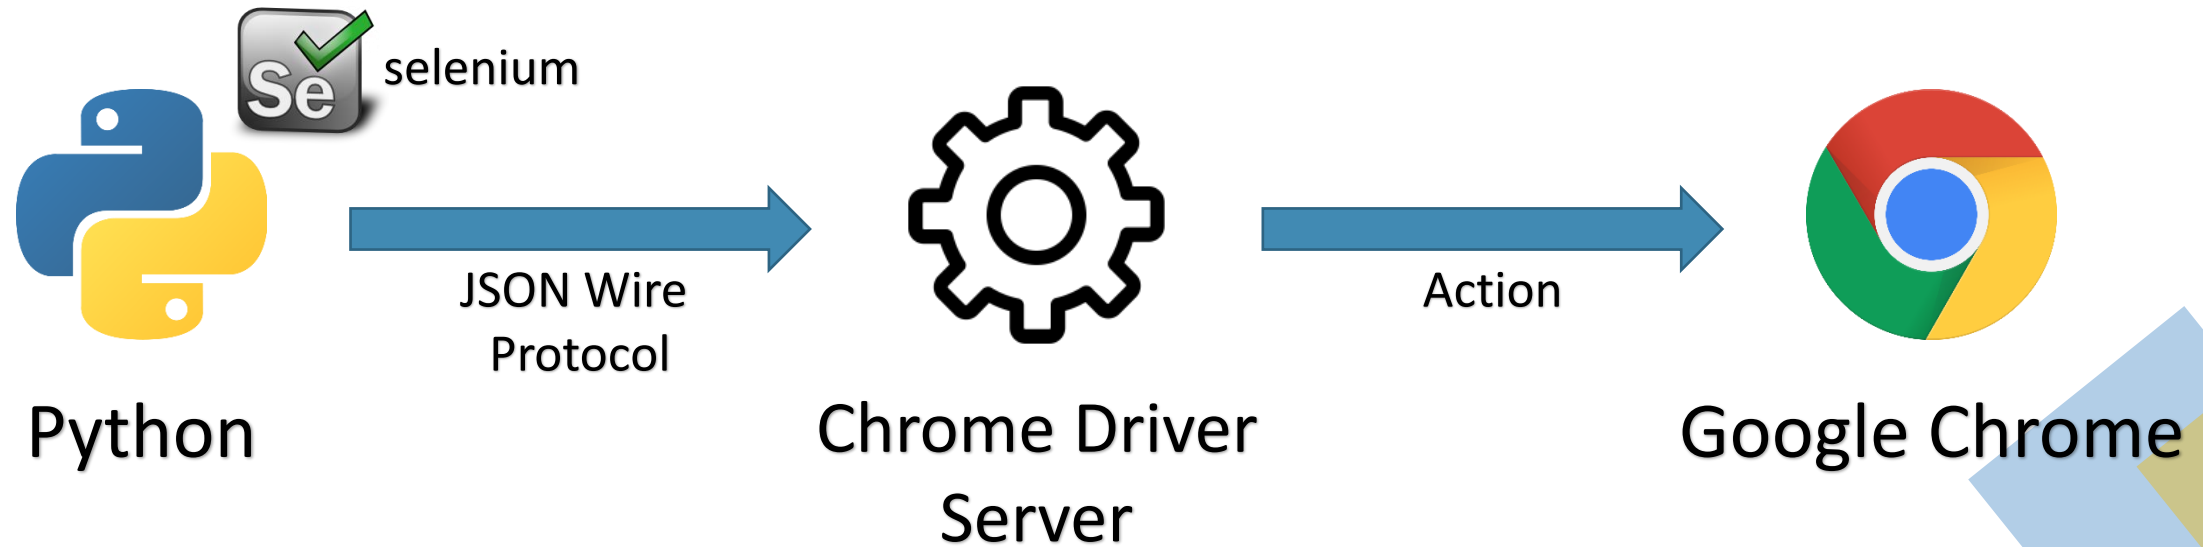 Se
selenium
JSON Wire
Protocol
Action
Python
Chrome Driver
Server
Google Chrome